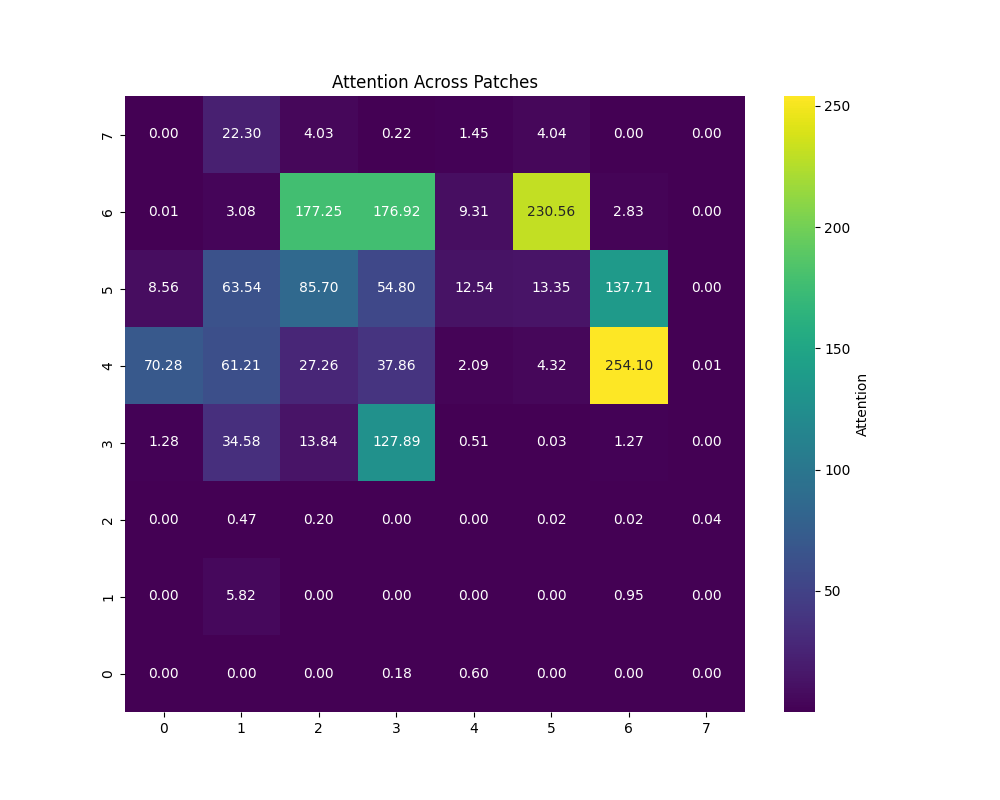 Attention Across Patches
7 0.00 22.30 4.03 0.22 1.45 4.04 0.00 0.00
6 0.01 3.08 177.25 176.92 9.31 230.56 2.83 0.00
5 8.56 63.54 85.70 54.80 12.54 13.35 137.71 0.00
4 70.28 61.21 27.26 37.86 2.09 4.32 254.10 0.01
3 1.28 34.58 13.84 127.89 0.51 0.03 1.27 0.00
2 0.00 0.47 0.20 0.00 0.00 0.02 0.02 0.04
1 0.00 5.82 0.00 0.00 0.00 0.00 0.95 0.00
0 0.00 0.00 0.00 0.18 0.60 0.00 0.00 0.00
0 1 2 3 4 5 6 7
250
200
150
100
50
Attention